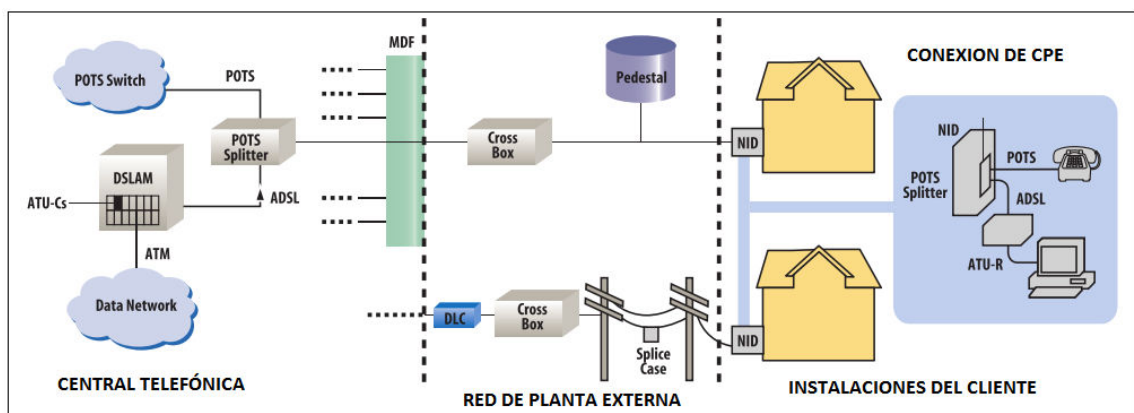 POTS Switch
POTS
POTS
Splitter
DSLAM
ATU-Cs
ADSL
ATM
Data Network
CENTRAL TELEFÓNICA
MDF
Pedestal
Cross
Box
DLC
Cross
Box
Splice
Case
RED DE PLANTA EXTERNA
CONEXION DE CPE
NID
NID
NID
POTS
POTS
Splitter
ADSL
ATU-R
INSTALACIONES DEL CLIENTE